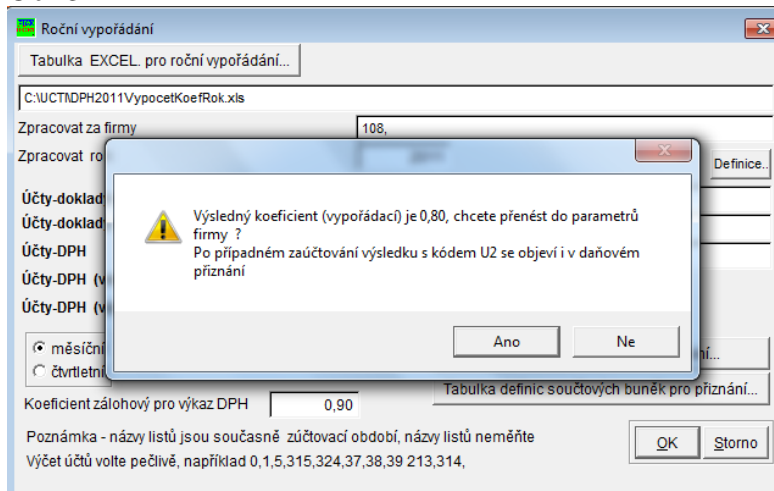 Roční vypořádání
Tabulka EXCEL. pro roční vypořádání...
C:\UCTI\DPH2011\VypocetKoefRok.xls
Zpracovat za firmy 108,
Zpracovat ro Definice..
Účty-doklad
Účty-doklad
Účty-DPH
Účty-DPH (v
Účty-DPH (v
Výsledný koeficient (vypořádací) je 0,80, chcete přenést do parametrů
firmy ?
Po případném zaúčtování výsledku s kódem U2 se objeví i v daňovém
přiznání
Ano Ne
měsíční
čtvrtletní
ní...
Tabulka definic součtových buněk pro přiznání...
Koeficient zálohový pro výkaz DPH 0,90
Poznámka - názvy listů jsou současně zúčtovací období, názvy listů neměňte
Výčet účtů volte pečlivě, například 0,1,5,315,324,37,38,39 213,314,
OK Storno